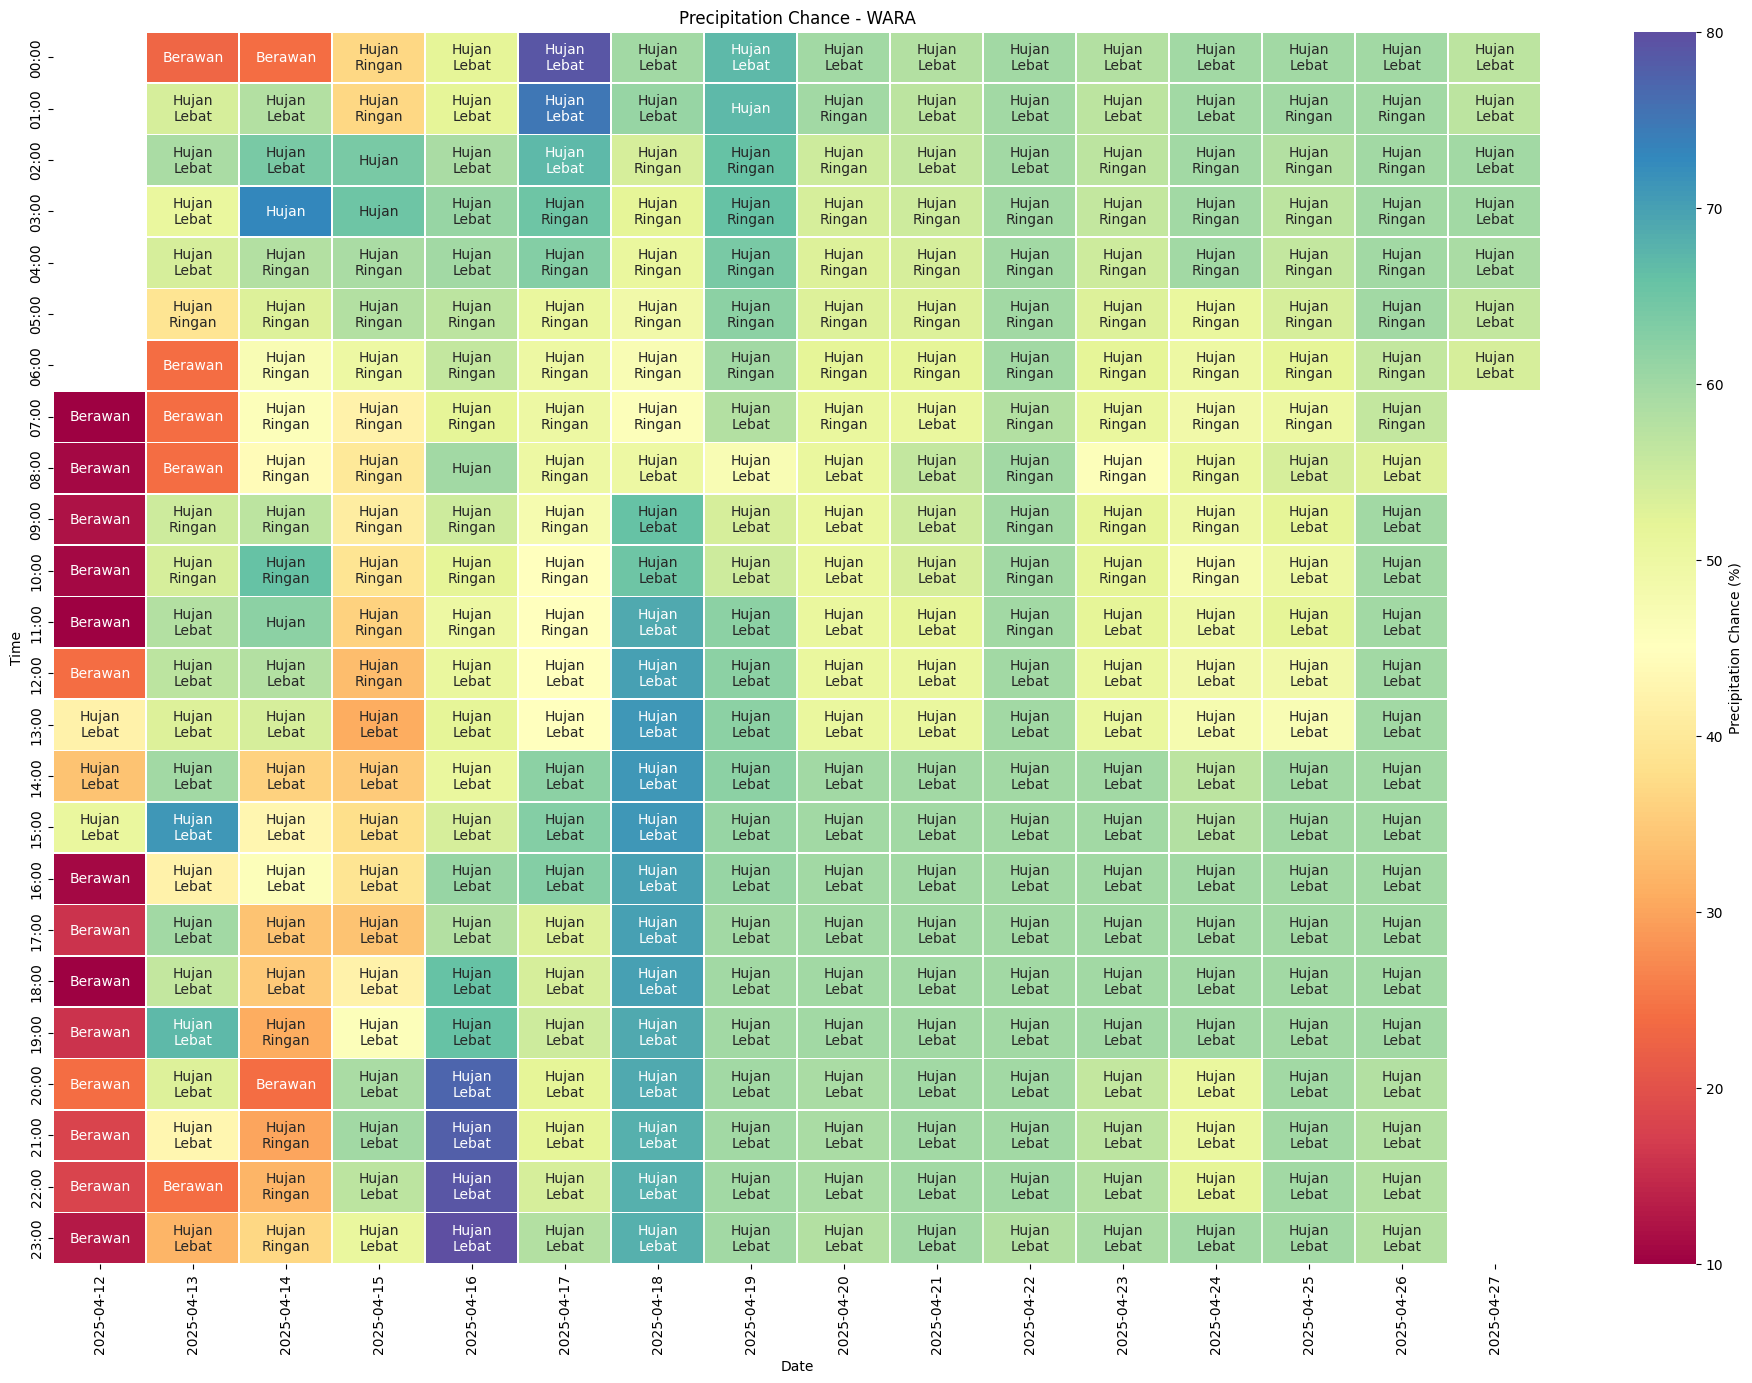 Precipitation Chance - WARA
00:00 Berawan Berawan Hujan Ringan Hujan Lebat Hujan Lebat Hujan Lebat Hujan Lebat Hujan Lebat Hujan Lebat Hujan Lebat Hujan Lebat Hujan Lebat Hujan Lebat Hujan Lebat Hujan Lebat
01:00 Hujan Lebat Hujan Lebat Hujan Ringan Hujan Lebat Hujan Lebat Hujan Lebat Hujan Hujan Ringan Hujan Lebat Hujan Lebat Hujan Lebat Hujan Lebat Hujan Ringan Hujan Ringan Hujan Lebat
02:00 Hujan Lebat Hujan Lebat Hujan Hujan Lebat Hujan Lebat Hujan Ringan Hujan Ringan Hujan Ringan Hujan Lebat Hujan Lebat Hujan Ringan Hujan Ringan Hujan Ringan Hujan Ringan Hujan Lebat
03:00 Hujan Lebat Hujan Hujan Hujan Lebat Hujan Ringan Hujan Ringan Hujan Ringan Hujan Ringan Hujan Ringan Hujan Ringan Hujan Ringan Hujan Ringan Hujan Ringan Hujan Ringan Hujan Lebat
04:00 Hujan Lebat Hujan Ringan Hujan Ringan Hujan Lebat Hujan Ringan Hujan Ringan Hujan Ringan Hujan Ringan Hujan Ringan Hujan Ringan Hujan Ringan Hujan Ringan Hujan Ringan Hujan Ringan Hujan Lebat
05:00 Hujan Ringan Hujan Ringan Hujan Ringan Hujan Ringan Hujan Ringan Hujan Ringan Hujan Ringan Hujan Ringan Hujan Ringan Hujan Ringan Hujan Ringan Hujan Ringan Hujan Ringan Hujan Ringan Hujan Lebat
06:00 Berawan Hujan Ringan Hujan Ringan Hujan Ringan Hujan Ringan Hujan Ringan Hujan Ringan Hujan Ringan Hujan Ringan Hujan Ringan Hujan Ringan Hujan Ringan Hujan Ringan Hujan Ringan Hujan Lebat
07:00 Berawan Berawan Hujan Ringan Hujan Ringan Hujan Ringan Hujan Ringan Hujan Ringan Hujan Lebat Hujan Ringan Hujan Lebat Hujan Ringan Hujan Ringan Hujan Ringan Hujan Ringan Hujan Ringan
08:00 Berawan Berawan Hujan Ringan Hujan Ringan Hujan Hujan Ringan Hujan Lebat Hujan Lebat Hujan Lebat Hujan Lebat Hujan Ringan Hujan Ringan Hujan Ringan Hujan Lebat Hujan Lebat
09:00 Berawan Hujan Ringan Hujan Ringan Hujan Ringan Hujan Ringan Hujan Ringan Hujan Lebat Hujan Lebat Hujan Lebat Hujan Lebat Hujan Ringan Hujan Ringan Hujan Ringan Hujan Lebat Hujan Lebat
10:00 Berawan Hujan Ringan Hujan Ringan Hujan Ringan Hujan Ringan Hujan Ringan Hujan Lebat Hujan Lebat Hujan Lebat Hujan Lebat Hujan Ringan Hujan Ringan Hujan Ringan Hujan Lebat Hujan Lebat
11:00 Berawan Hujan Lebat Hujan Hujan Ringan Hujan Ringan Hujan Ringan Hujan Lebat Hujan Lebat Hujan Lebat Hujan Lebat Hujan Ringan Hujan Lebat Hujan Lebat Hujan Lebat Hujan Lebat
12:00 Berawan Hujan Lebat Hujan Lebat Hujan Ringan Hujan Lebat Hujan Lebat Hujan Lebat Hujan Lebat Hujan Lebat Hujan Lebat Hujan Lebat Hujan Lebat Hujan Lebat Hujan Lebat Hujan Lebat
13:00 Hujan Lebat Hujan Lebat Hujan Lebat Hujan Lebat Hujan Lebat Hujan Lebat Hujan Lebat Hujan Lebat Hujan Lebat Hujan Lebat Hujan Lebat Hujan Lebat Hujan Lebat Hujan Lebat Hujan Lebat
14:00 Hujan Lebat Hujan Lebat Hujan Lebat Hujan Lebat Hujan Lebat Hujan Lebat Hujan Lebat Hujan Lebat Hujan Lebat Hujan Lebat Hujan Lebat Hujan Lebat Hujan Lebat Hujan Lebat Hujan Lebat
15:00 Hujan Lebat Hujan Lebat Hujan Lebat Hujan Lebat Hujan Lebat Hujan Lebat Hujan Lebat Hujan Lebat Hujan Lebat Hujan Lebat Hujan Lebat Hujan Lebat Hujan Lebat Hujan Lebat Hujan Lebat
16:00 Berawan Hujan Lebat Hujan Lebat Hujan Lebat Hujan Lebat Hujan Lebat Hujan Lebat Hujan Lebat Hujan Lebat Hujan Lebat Hujan Lebat Hujan Lebat Hujan Lebat Hujan Lebat Hujan Lebat
17:00 Berawan Hujan Lebat Hujan Lebat Hujan Lebat Hujan Lebat Hujan Lebat Hujan Lebat Hujan Lebat Hujan Lebat Hujan Lebat Hujan Lebat Hujan Lebat Hujan Lebat Hujan Lebat Hujan Lebat
18:00 Berawan Hujan Lebat Hujan Lebat Hujan Lebat Hujan Lebat Hujan Lebat Hujan Lebat Hujan Lebat Hujan Lebat Hujan Lebat Hujan Lebat Hujan Lebat Hujan Lebat Hujan Lebat Hujan Lebat
19:00 Berawan Hujan Lebat Hujan Ringan Hujan Lebat Hujan Lebat Hujan Lebat Hujan Lebat Hujan Lebat Hujan Lebat Hujan Lebat Hujan Lebat Hujan Lebat Hujan Lebat Hujan Lebat Hujan Lebat
20:00 Berawan Hujan Lebat Berawan Hujan Lebat Hujan Lebat Hujan Lebat Hujan Lebat Hujan Lebat Hujan Lebat Hujan Lebat Hujan Lebat Hujan Lebat Hujan Lebat Hujan Lebat Hujan Lebat
21:00 Berawan Hujan Lebat Hujan Ringan Hujan Lebat Hujan Lebat Hujan Lebat Hujan Lebat Hujan Lebat Hujan Lebat Hujan Lebat Hujan Lebat Hujan Lebat Hujan Lebat Hujan Lebat Hujan Lebat
22:00 Berawan Berawan Hujan Ringan Hujan Lebat Hujan Lebat Hujan Lebat Hujan Lebat Hujan Lebat Hujan Lebat Hujan Lebat Hujan Lebat Hujan Lebat Hujan Lebat Hujan Lebat Hujan Lebat
23:00 Berawan Hujan Lebat Hujan Ringan Hujan Lebat Hujan Lebat Hujan Lebat Hujan Lebat Hujan Lebat Hujan Lebat Hujan Lebat Hujan Lebat Hujan Lebat Hujan Lebat Hujan Lebat Hujan Lebat
Time
2025-04-12 2025-04-13 2025-04-14 2025-04-15 2025-04-16 2025-04-17 2025-04-18 2025-04-19 2025-04-20 2025-04-21 2025-04-22 2025-04-23 2025-04-24 2025-04-25 2025-04-26 2025-04-27
Date
80
70
60
50
40
30
20
10
Precipitation Chance (%)